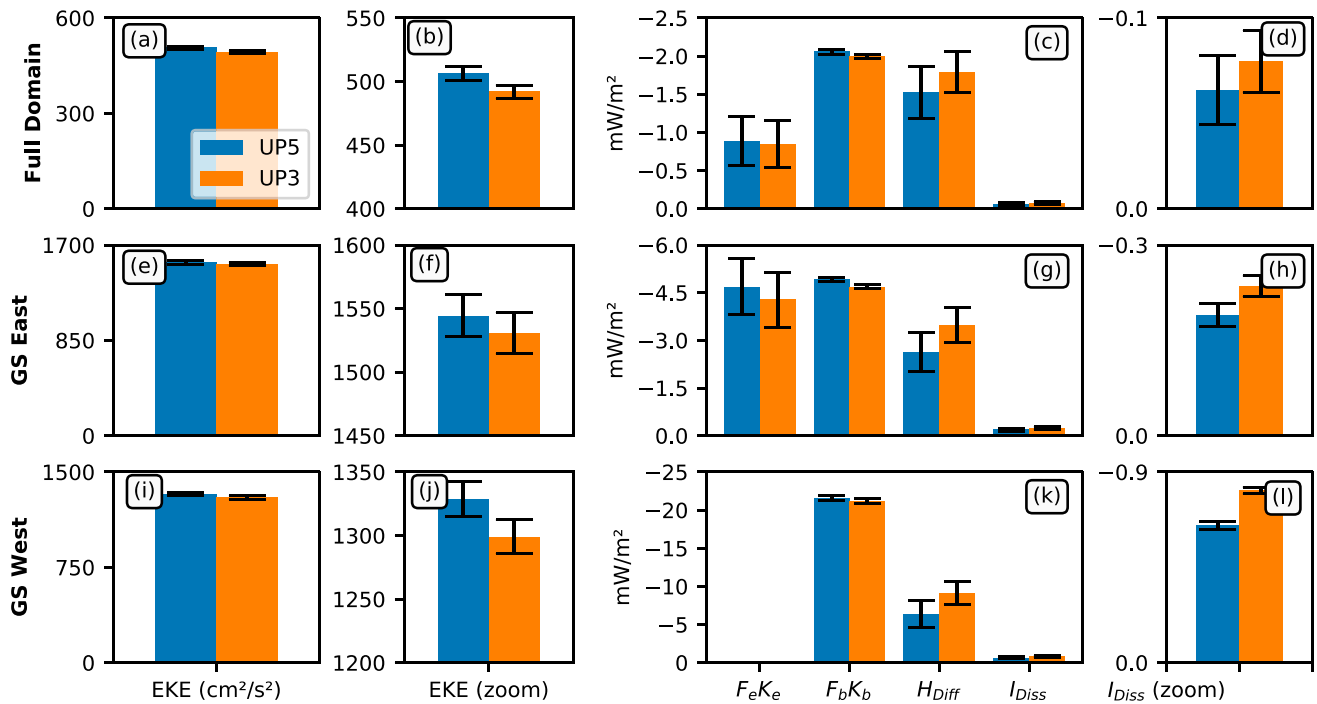 Full Domain
600
300
0
(a)
UP5
UP3
550
500
450
400
(b)
mW/m²
−2.5
−2.0
−1.5
−1.0
−0.5
0.0
(c)
−0.1
0.0
(d)
GS East
1700
850
0
(e)
1600
1550
1500
1450
(f)
mW/m²
−6.0
−4.5
−3.0
−1.5
0.0
(g)
−0.3
0.0
(h)
GS West
1500
750
0
(i)
1350
1300
1250
1200
(j)
mW/m²
−25
−20
−15
−10
−5
0
(k)
−0.9
0.0
(l)
EKE (cm²/s²)
EKE (zoom)
FₑKₑ
F_bK_b
H_Diff
I_Diss
I_Diss (zoom)